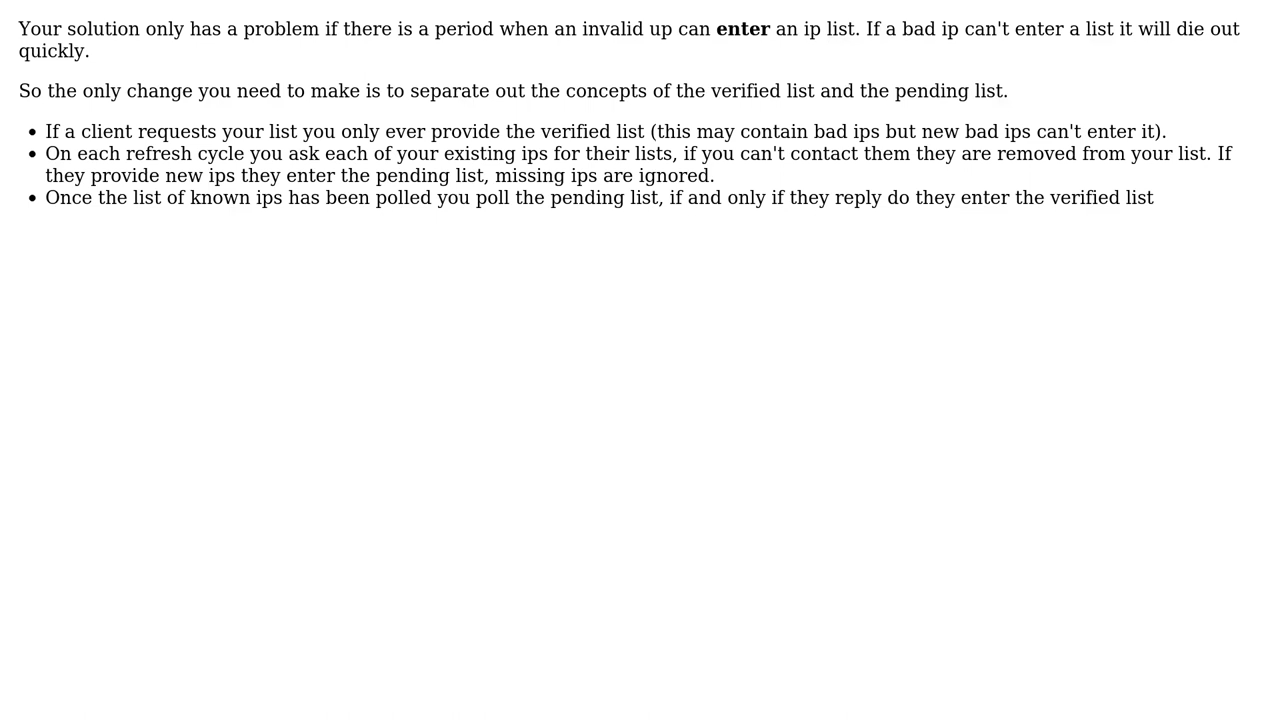 Your solution only has a problem if there is a period when an invalid up can enter an ip list. If a bad ip can't enter a list it will die out
quickly.
So the only change you need to make is to separate out the concepts of the verified list and the pending list.
• If a client requests your list you only ever provide the verified list (this may contain bad ips but new bad ips can't enter it).
• On each refresh cycle you ask each of your existing ips for their lists, if you can't contact them they are removed from your list. If
they provide new ips they enter the pending list, missing ips are ignored.
• Once the list of known ips has been polled you poll the pending list, if and only if they reply do they enter the verified list